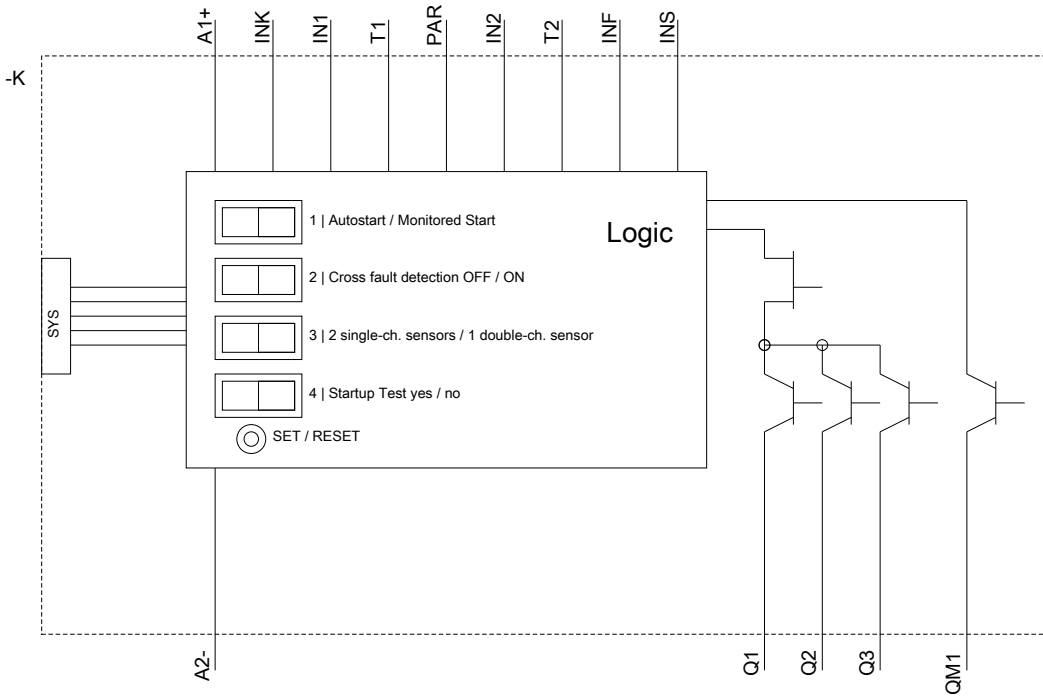 A1+
INK
IN1
T1
PAR
IN2
T2
INF
INS
-K
1 | Autostart / Monitored Start
Logic
2 | Cross fault detection OFF / ON
SYS
3 | 2 single-ch. sensors / 1 double-ch. sensor
4 | Startup Test yes / no
SET / RESET
A2-
Q1
Q2
Q3
QM1